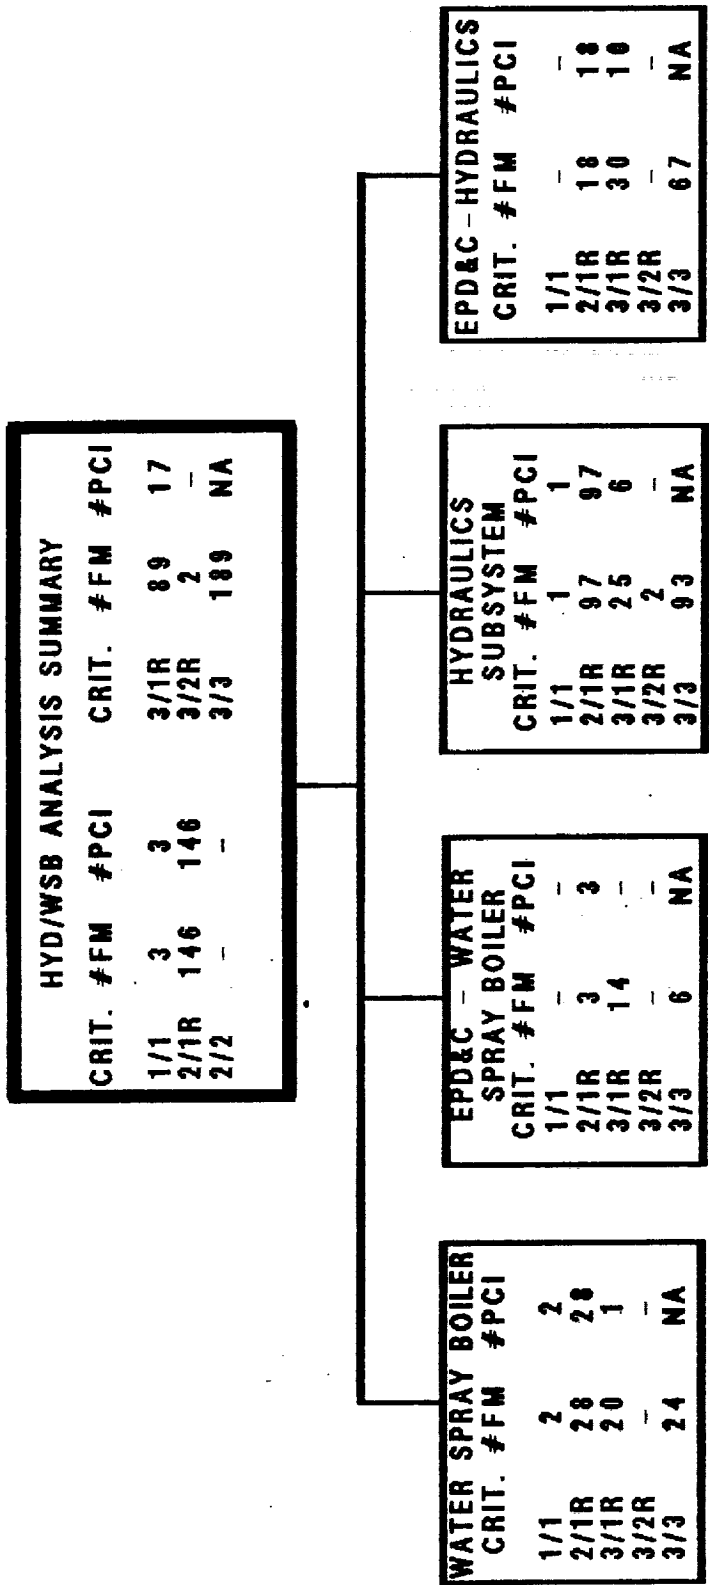 HYD/WSB ANALYSIS SUMMARY
CRIT. #FM #PCI CRIT. #FM #PCI
1/1 3 3 3/1R 89 17
2/1R 146 146 3/2R 2 –
2/2 – – 3/3 189 NA
WATER SPRAY BOILER
CRIT. #FM #PCI
1/1 2 2
2/1R 28 28
3/1R 20 1
3/2R – –
3/3 24 NA
EPD&C – WATER
SPRAY BOILER
CRIT. #FM #PCI
1/1 – –
2/1R 3 3
3/1R 14 –
3/2R – –
3/3 6 NA
HYDRAULICS
SUBSYSTEM
CRIT. #FM #PCI
1/1 1 1
2/1R 97 97
3/1R 25 6
3/2R 2 –
3/3 93 NA
EPD&C – HYDRAULICS
CRIT. #FM #PCI
1/1 – –
2/1R 18 18
3/1R 30 10
3/2R – –
3/3 67 NA